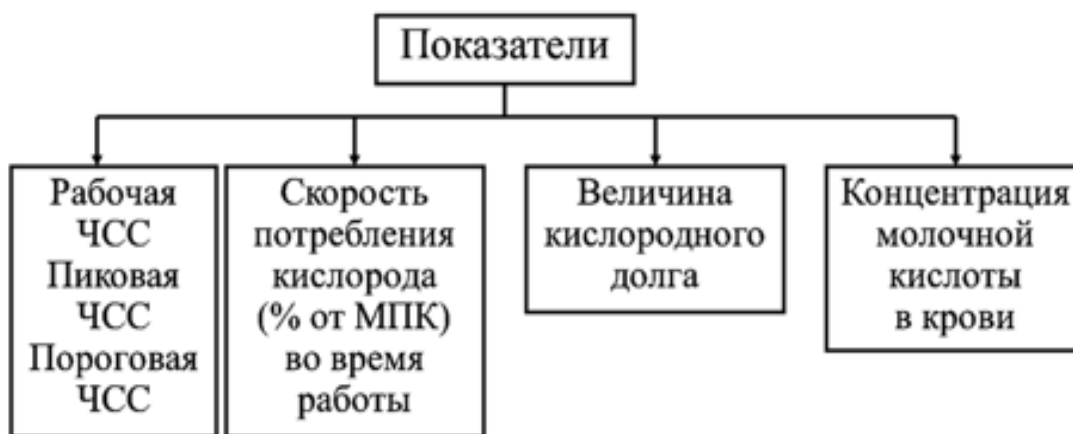 Показатели
Рабочая
ЧСС
Пиковая
ЧСС
Пороговая
ЧСС
Скорость
потребления
кислорода
(% от МПК)
во время
работы
Величина
кислородного
долга
Концентрация
молочной
кислоты
в крови